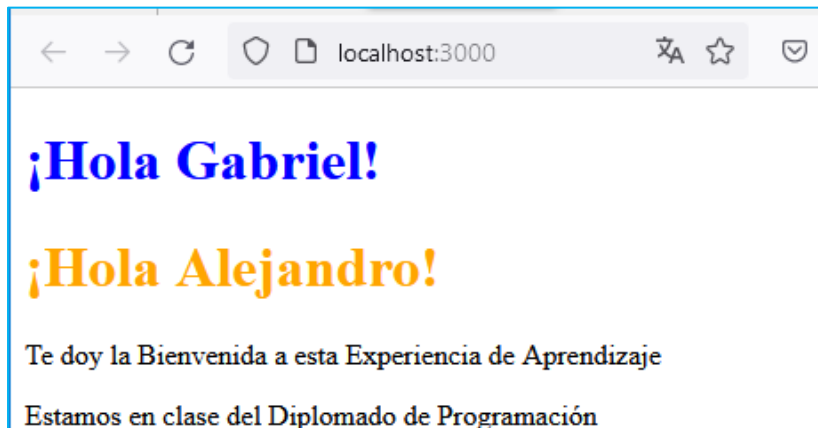 localhost:3000
¡Hola Gabriel!
¡Hola Alejandro!
Te doy la Bienvenida a esta Experiencia de Aprendizaje
Estamos en clase del Diplomado de Programación